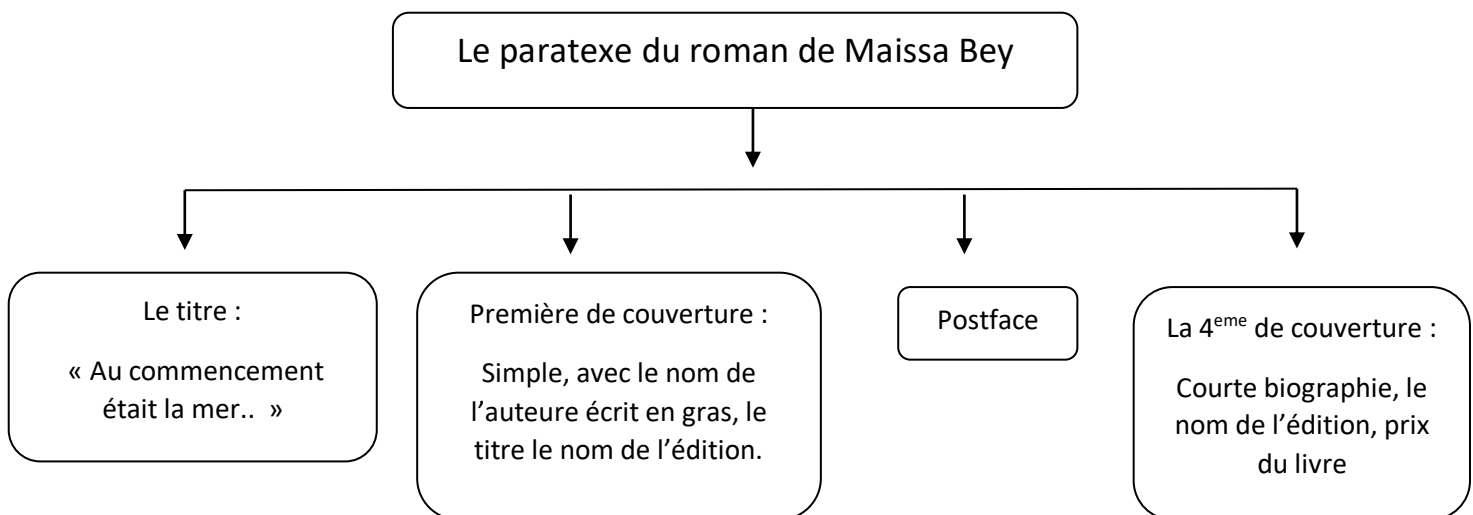 Le paratexe du roman de Maissa Bey
Le titre :
« Au commencement
était la mer..  »
Première de couverture :
Simple, avec le nom de
l’auteure écrit en gras, le
titre le nom de l’édition.
Postface
La 4eme de couverture :
Courte biographie, le
nom de l’édition, prix
du livre